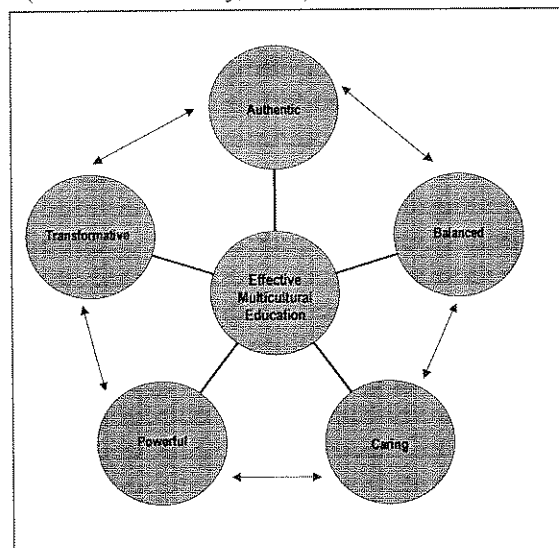 Authentic
Transformative
Balanced
Effective
Multicultural
Education
Powerful
Caring